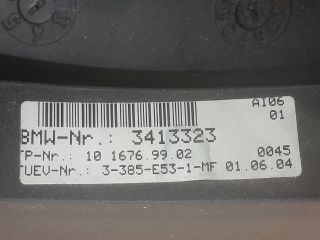 AI06
01
BMW-Nr.: 3413323
TP-Nr.: 10 1676.99.02 0045
TUEV-Nr.: 3-385-E53-1-MF 01.06.04